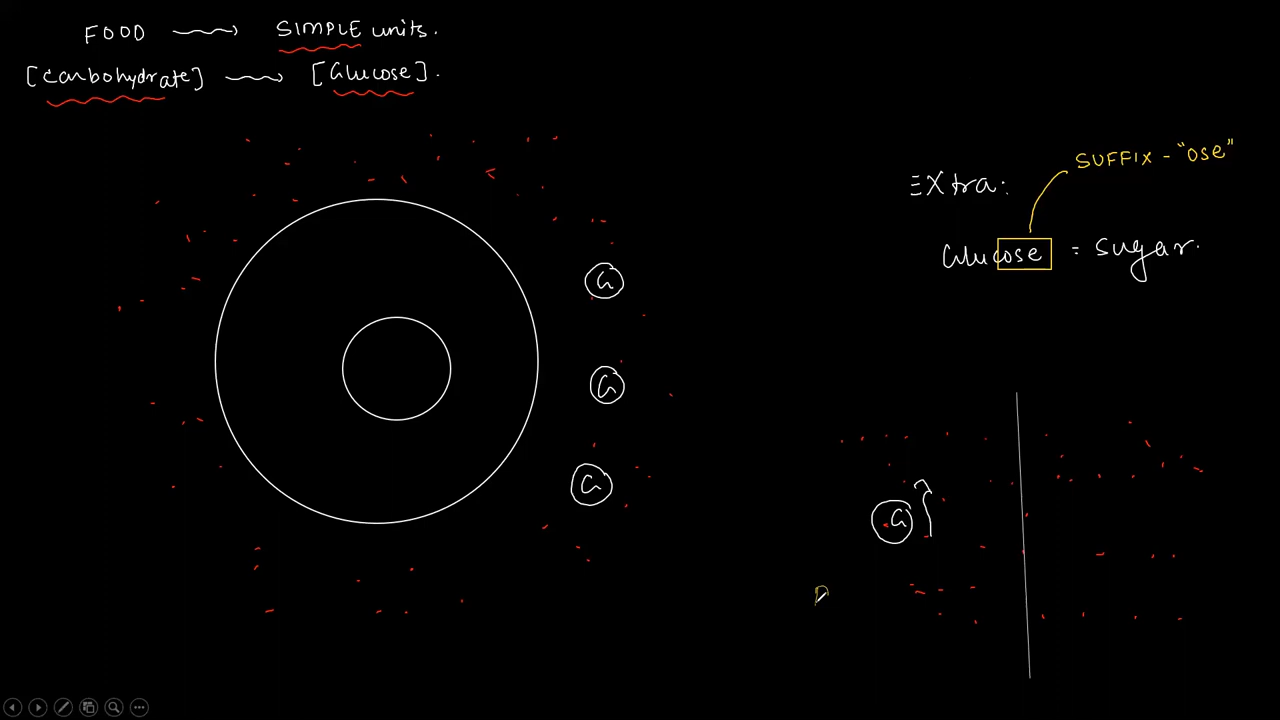 FOOD → SIMPLE units.
[Carbohydrate] → [Glucose].
SUFFIX - "OSE"
Extra:
Glucose = Sugar.
G
G
G
G